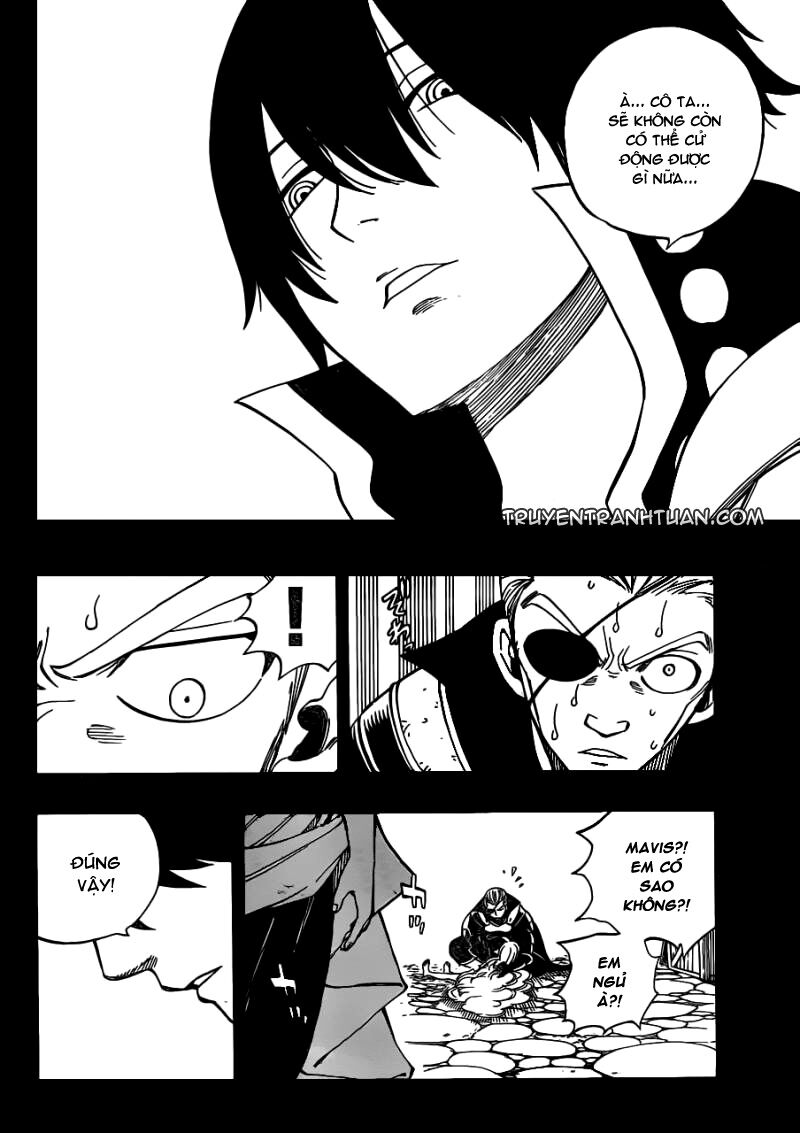 À... CÔ TA...
SẼ KHÔNG CÒN
CÓ THỂ CỬ
ĐỘNG ĐƯỢC
GÌ NỮA...
TRUYENTRANHTUAN.COM
!
ĐÚNG
VẬY!
MAVIS?!
EM CÓ
SAO
KHÔNG?!
EM
NGỦ
À?!